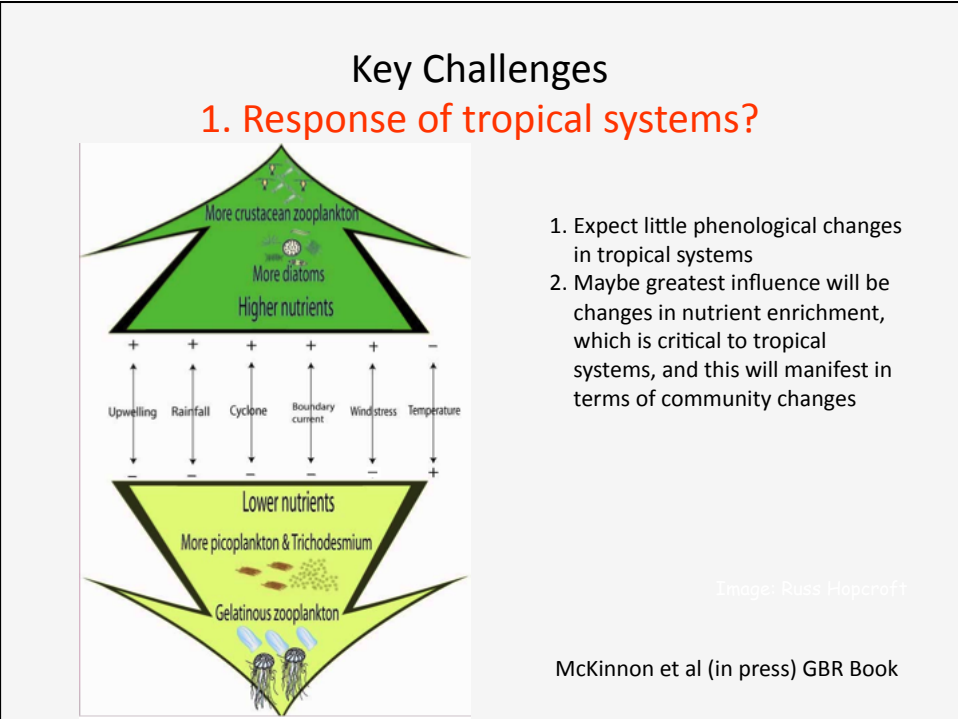 Key Challenges
1. Response of tropical systems?
More crustacean zooplankton
More diatoms
Higher nutrients
+ + + + + –
Upwelling Rainfall Cyclone Boundary current Wind stress Temperature
– – – – – +
Lower nutrients
More picoplankton & Trichodesmium
Gelatinous zooplankton
1. Expect little phenological changes
in tropical systems
2. Maybe greatest influence will be
changes in nutrient enrichment,
which is critical to tropical
systems, and this will manifest in
terms of community changes
Image: Russ Hopcroft
McKinnon et al (in press) GBR Book